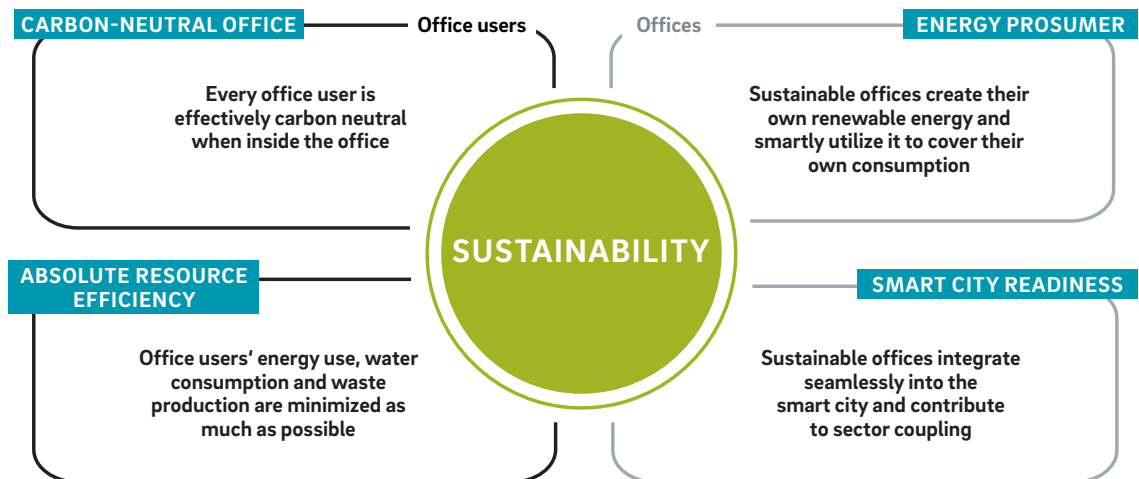 CARBON-NEUTRAL OFFICE
Office users
Every office user is
effectively carbon neutral
when inside the office
Offices
ENERGY PROSUMER
Sustainable offices create their
own renewable energy and
smartly utilize it to cover their
own consumption
SUSTAINABILITY
ABSOLUTE RESOURCE
EFFICIENCY
Office users‘ energy use, water
consumption and waste
production are minimized as
much as possible
SMART CITY READINESS
Sustainable offices integrate
seamlessly into the
smart city and contribute
to sector coupling